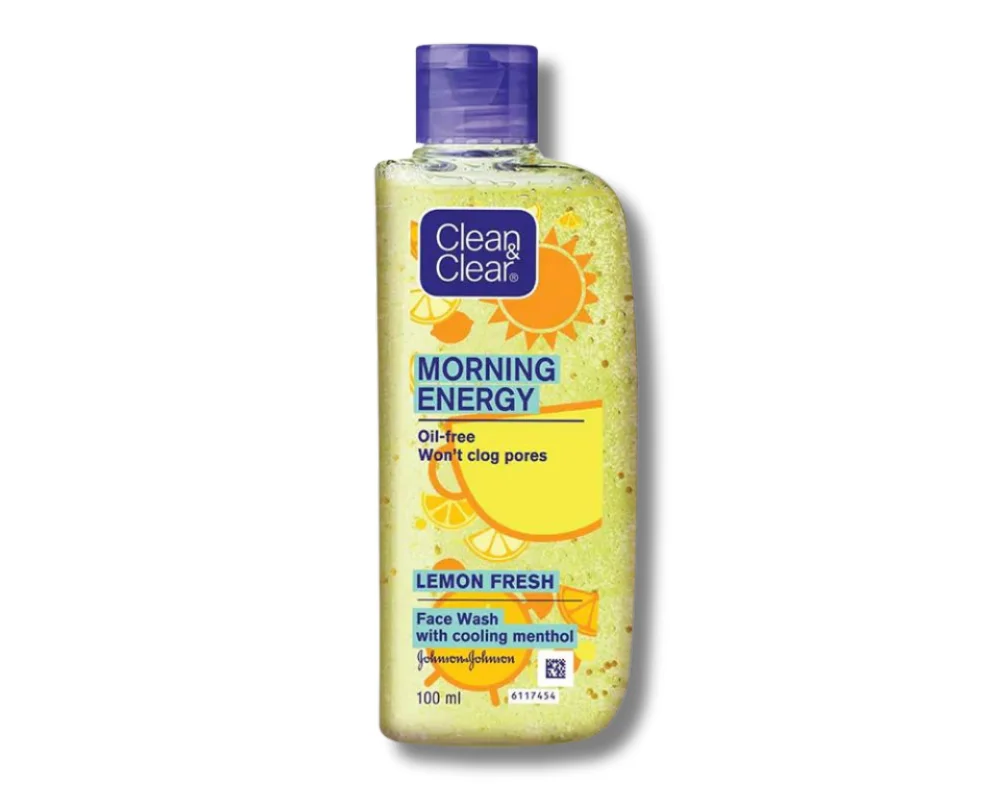 Clean
&
Clear®
MORNING
ENERGY
Oil-free
Won't clog pores
LEMON FRESH
Face Wash
with cooling menthol
Johnson & Johnson
100 ml
6117454